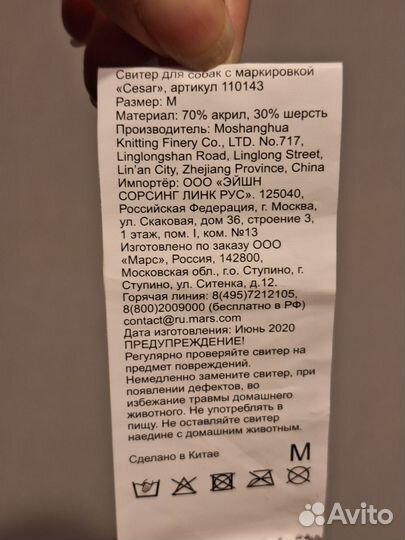 Свитер для собак с маркировкой
«Cesar», артикул 110143
Размер: M
Материал: 70% акрил, 30% шерсть
Производитель: Moshanghua
Knitting Finery Co., LTD. No.717,
Linglongshan Road, Linglong Street,
Lin'an City, Zhejiang Province, China
Импортёр: ООО «ЭЙШН
СОРСИНГ ЛИНК РУС». 125040,
Российская Федерация, г. Москва,
ул. Скаковая, дом 36, строение 3,
1 этаж, пом. I, ком. №13
Изготовлено по заказу ООО
«Марс», Россия, 142800,
Московская обл., г.о. Ступино, г.
Ступино, ул. Ситенка, д.12.
Горячая линия: 8(495)7212105,
8(800)2009000 (бесплатно в РФ)
contact@ru.mars.com
Дата изготовления: Июнь 2020
ПРЕДУПРЕЖДЕНИЕ!
Регулярно проверяйте свитер на
предмет повреждений.
Немедленно замените свитер, при
появлении дефектов, во
избежание травмы домашнего
животного. Не употреблять в
пищу. Не оставляйте свитер
наедине с домашним животным.
Сделано в Китае
M
Avito